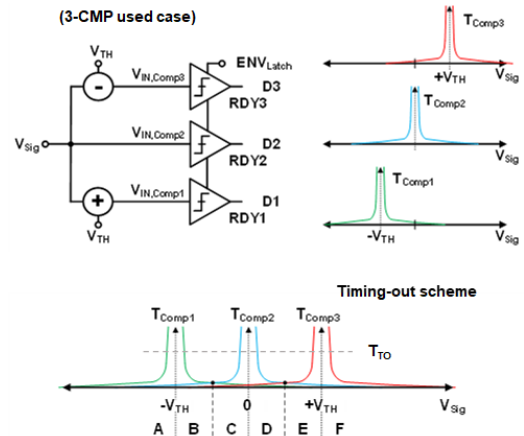 (3-CMP used case)
V_TH
-
V_IN,Comp3
ENV_Latch
D3
RDY3
V_Sig
V_IN,Comp2
D2
RDY2
+
V_IN,Comp1
D1
RDY1
V_TH
T_Comp3
+V_TH
V_Sig
T_Comp2
V_Sig
T_Comp1
-V_TH
V_Sig
Timing-out scheme
T_Comp1 T_Comp2 T_Comp3
T_TO
-V_TH 0 +V_TH V_Sig
A B C D E F